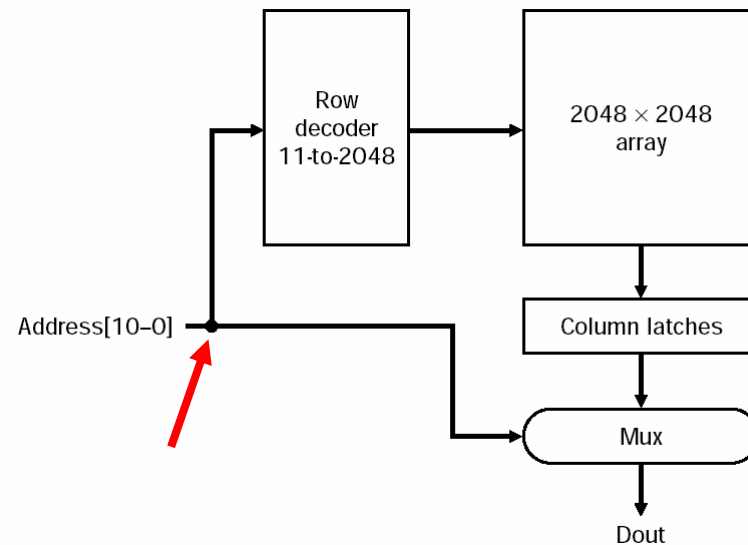 Row
decoder
11-to-2048
2048 × 2048
array
Address[10–0]
Column latches
Mux
Dout